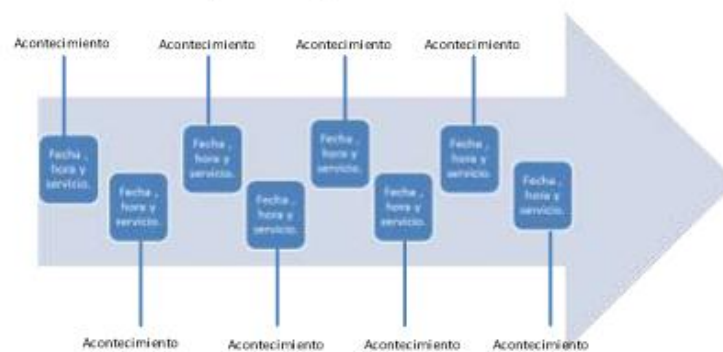 Acontecimiento
Acontecimiento
Acontecimiento
Acontecimiento
Fecha ,
hora y
servicio.
Fecha ,
hora y
servicio.
Fecha ,
hora y
servicio.
Fecha ,
hora y
servicio.
Fecha ,
hora y
servicio.
Fecha ,
hora y
servicio.
Fecha ,
hora y
servicio.
Fecha ,
hora y
servicio.
Acontecimiento
Acontecimiento
Acontecimiento
Acontecimiento